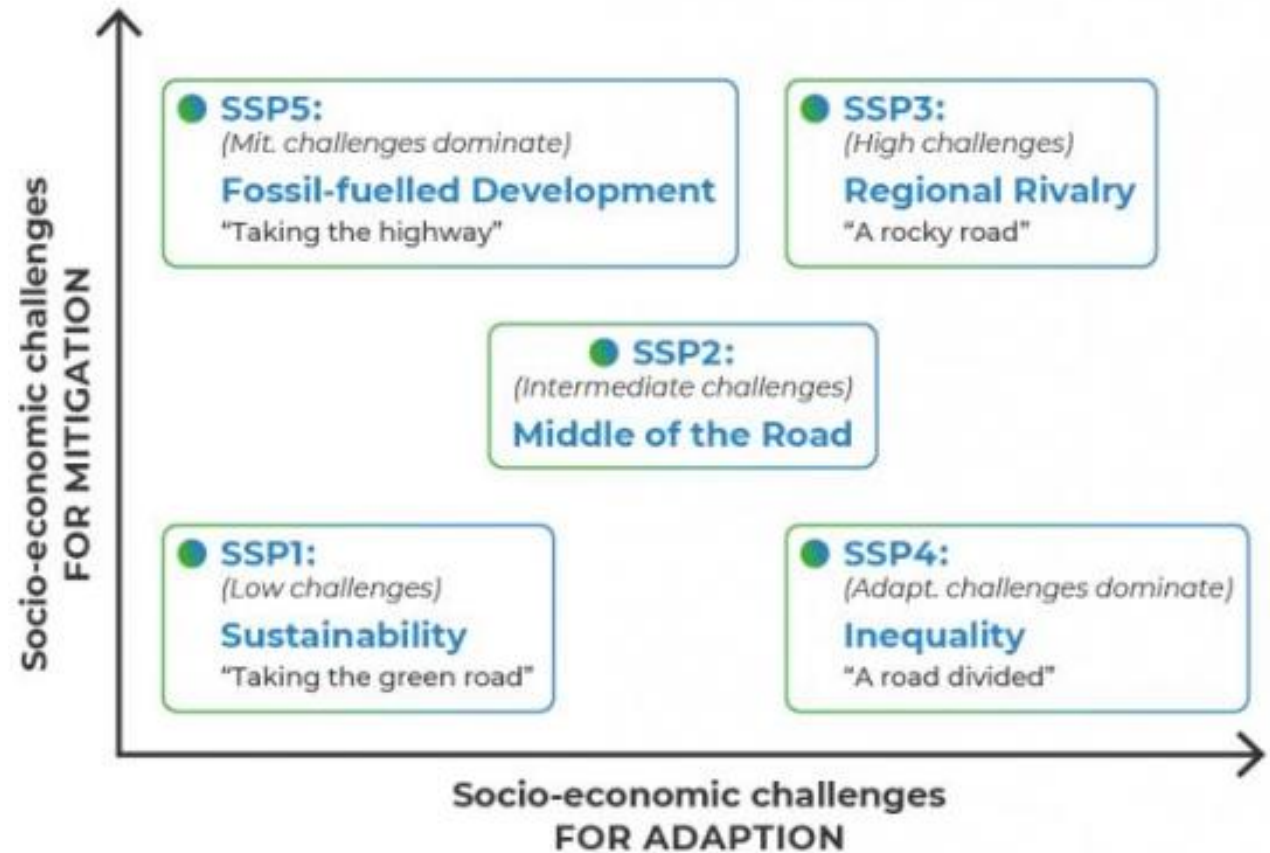 Socio-economic challenges
FOR MITIGATION
SSP5:
(Mit. challenges dominate)
Fossil-fuelled Development
“Taking the highway”
SSP3:
(High challenges)
Regional Rivalry
“A rocky road”
SSP2:
(Intermediate challenges)
Middle of the Road
SSP1:
(Low challenges)
Sustainability
“Taking the green road”
SSP4:
(Adapt. challenges dominate)
Inequality
“A road divided”
Socio-economic challenges
FOR ADAPTION